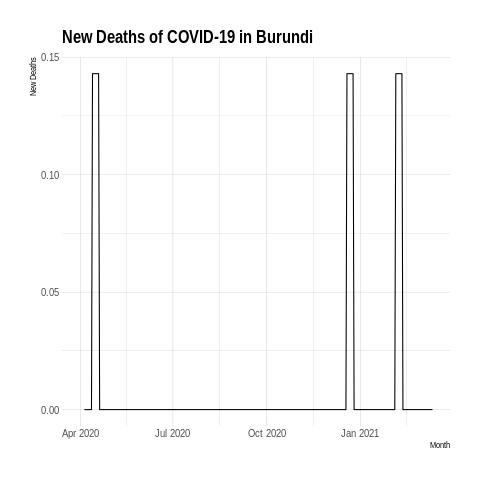 New Deaths of COVID-19 in Burundi
New Deaths
0.15
0.10
0.05
0.00
Apr 2020
Jul 2020
Oct 2020
Jan 2021
Month